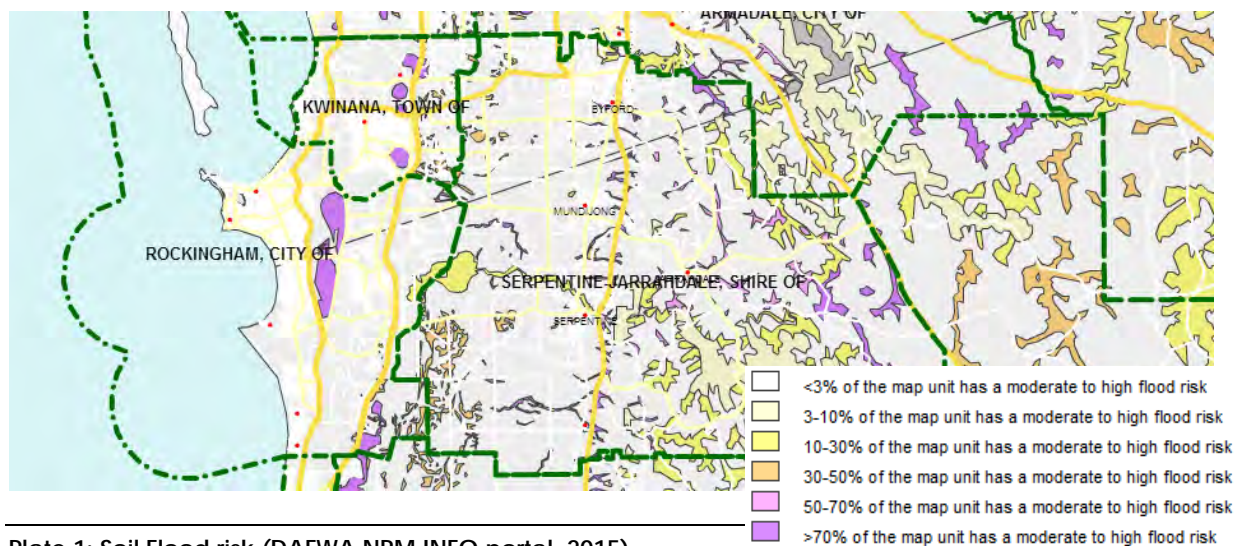 ARMADALE, CITY OF
KWINANA, TOWN OF
BYFORD
MUNDIJONG
ROCKINGHAM, CITY OF
SERPENTINE-JARRAHDALE, SHIRE OF
SERPENTINE
<3% of the map unit has a moderate to high flood risk
3-10% of the map unit has a moderate to high flood risk
10-30% of the map unit has a moderate to high flood risk
30-50% of the map unit has a moderate to high flood risk
50-70% of the map unit has a moderate to high flood risk
>70% of the map unit has a moderate to high flood risk
Plate 1: Soil Flood risk (DAFWA NRM INFO portal, 2015)